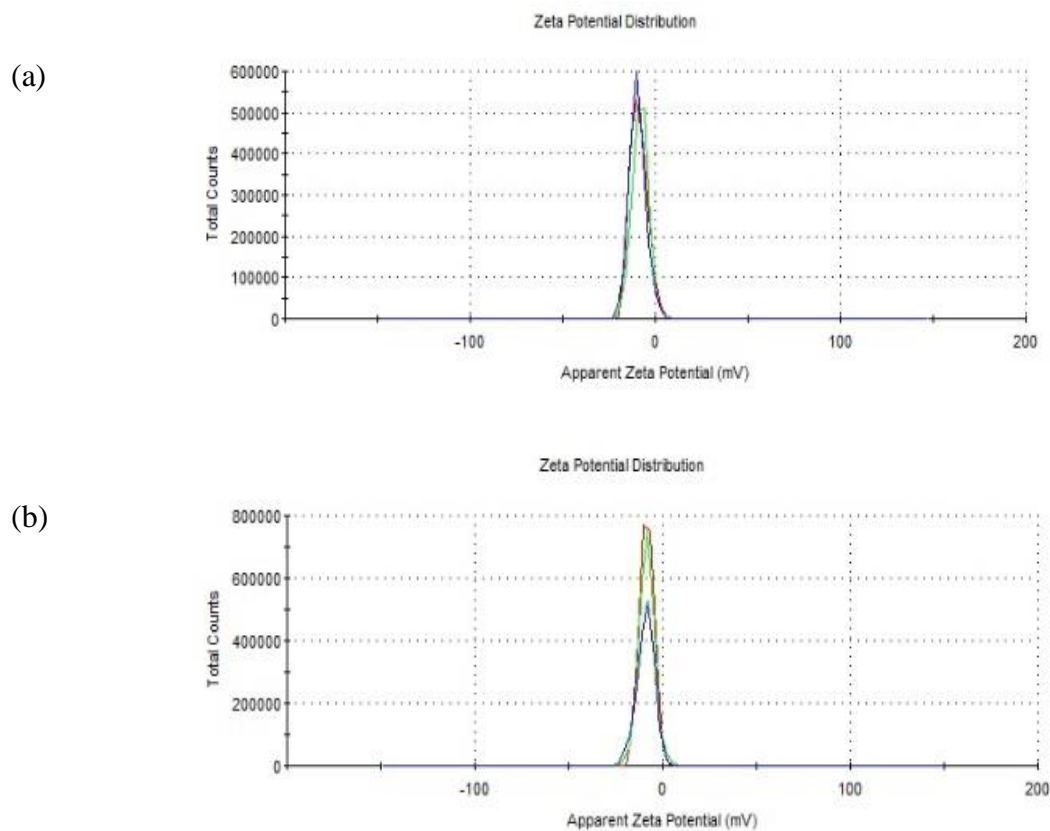 (a)
Zeta Potential Distribution
600000
500000
400000
300000
200000
100000
0
Total Counts
-100 0 100 200
Apparent Zeta Potential (mV)
(b)
Zeta Potential Distribution
800000
600000
400000
200000
0
Total Counts
-100 0 100 200
Apparent Zeta Potential (mV)